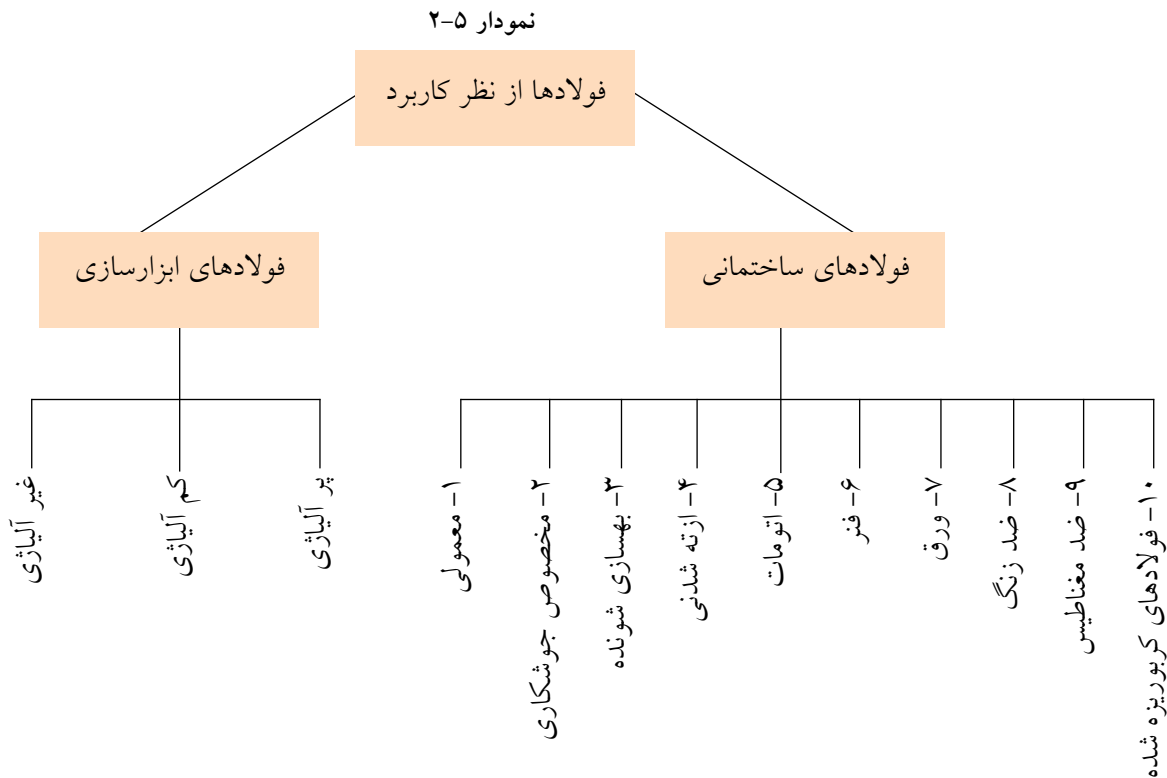 نمودار ۵-۲
فولادها از نظر کاربرد
فولادهای ساختمانی
فولادهای ابزارسازی
۱- معمولی
۲- مخصوص جوشکاری
۳- بهسازی شونده
۴- ازته شدنی
۵- اتومات
۶- فنر
۷- ورق
۸- ضد زنگ
۹- ضد مغناطیس
۱۰- فولادهای کربوریزه شده
پر آلیاژی
کم آلیاژی
غیر آلیاژی